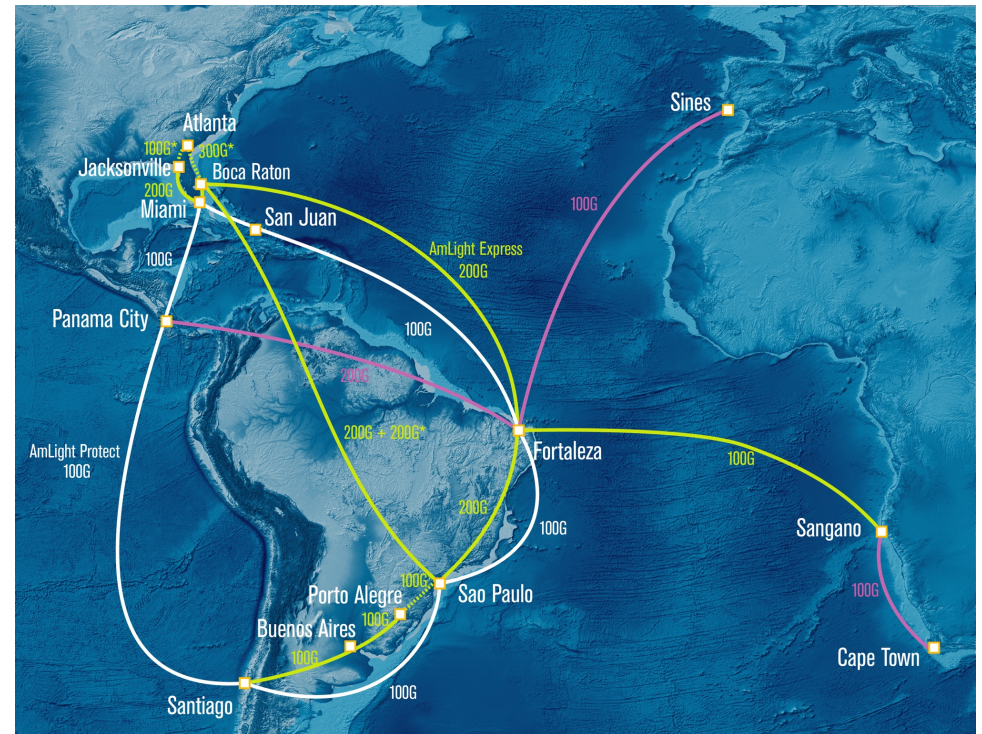 Sines
Atlanta
100G*
300G*
Jacksonville
Boca Raton
200G
Miami
San Juan
100G
AmLight Express
200G
100G
Panama City
100G
200G
200G + 200G*
AmLight Protect
100G
Fortaleza
100G
200G
100G
Sangano
100G
100G*
Porto Alegre
Sao Paulo
100G
Buenos Aires
100G
Cape Town
100G
Santiago